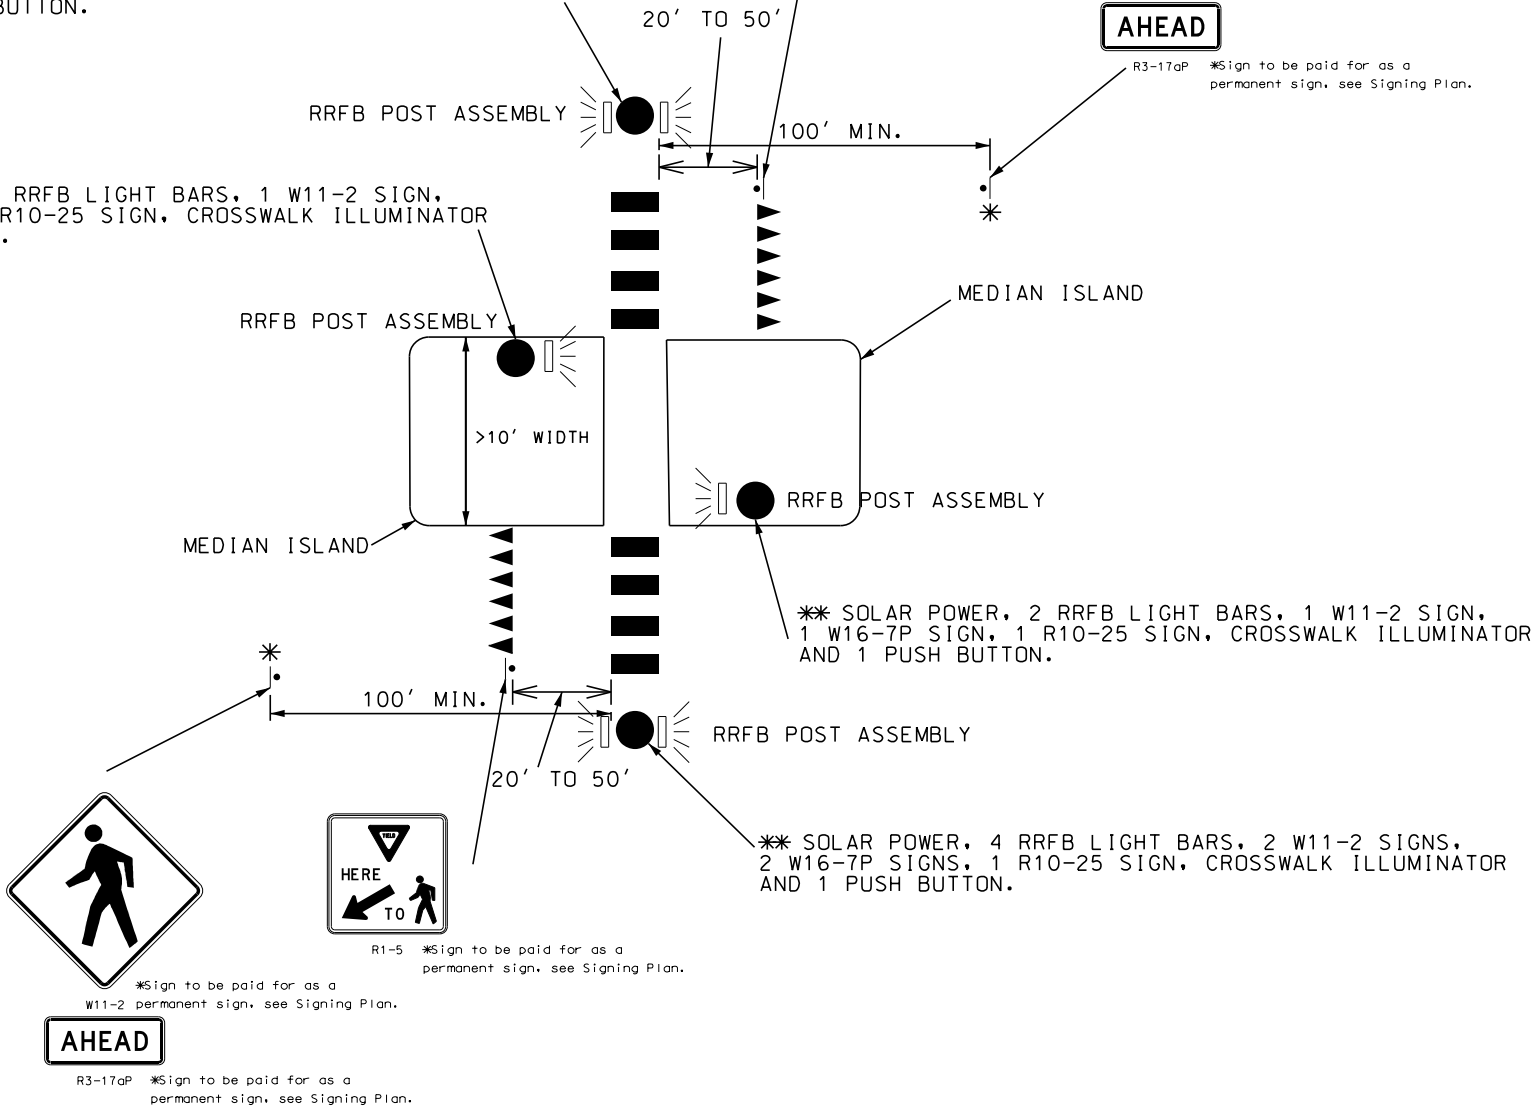 BUTTON.
20' TO 50'
AHEAD
R3-17aP *Sign to be paid for as a
permanent sign, see Signing Plan.
RRFB POST ASSEMBLY
100' MIN.
RRFB LIGHT BARS, 1 W11-2 SIGN,
R10-25 SIGN, CROSSWALK ILLUMINATOR
.
MEDIAN ISLAND
RRFB POST ASSEMBLY
>10' WIDTH
RRFB POST ASSEMBLY
MEDIAN ISLAND
** SOLAR POWER, 2 RRFB LIGHT BARS, 1 W11-2 SIGN,
1 W16-7P SIGN, 1 R10-25 SIGN, CROSSWALK ILLUMINATOR
AND 1 PUSH BUTTON.
*
*
100' MIN.
RRFB POST ASSEMBLY
20' TO 50'
YIELD
HERE
TO
** SOLAR POWER, 4 RRFB LIGHT BARS, 2 W11-2 SIGNS,
2 W16-7P SIGNS, 1 R10-25 SIGN, CROSSWALK ILLUMINATOR
AND 1 PUSH BUTTON.
R1-5 *Sign to be paid for as a
permanent sign, see Signing Plan.
*Sign to be paid for as a
W11-2 permanent sign, see Signing Plan.
AHEAD
R3-17aP *Sign to be paid for as a
permanent sign, see Signing Plan.